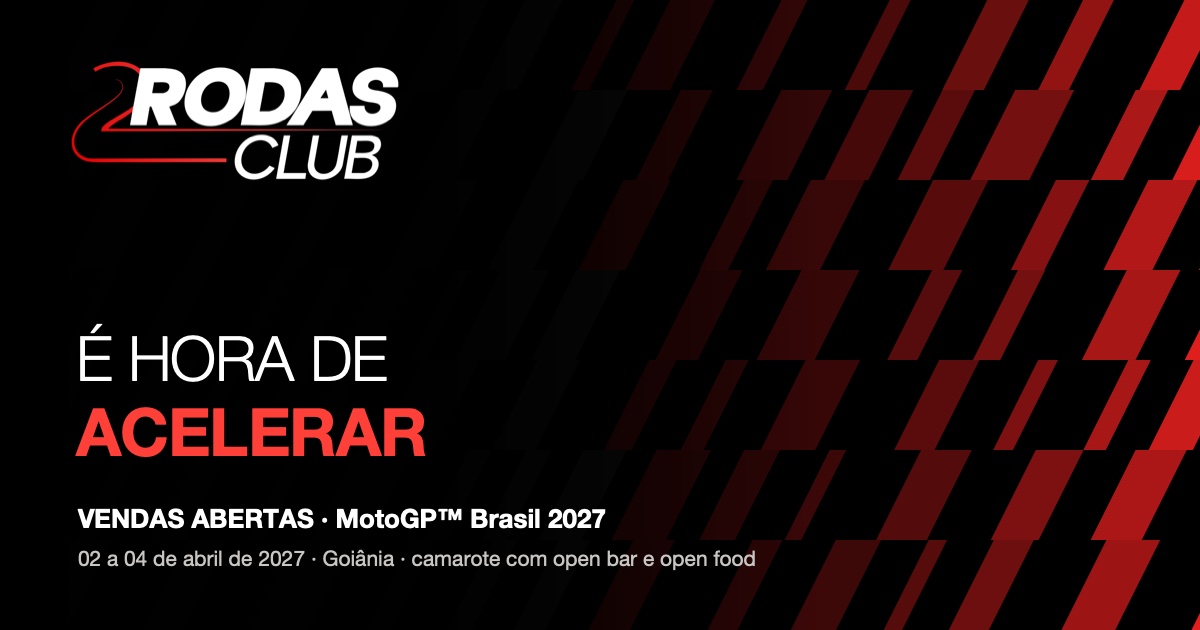 2RODAS
CLUB
É HORA DE
ACELERAR
VENDAS ABERTAS · MotoGP™ Brasil 2027
02 a 04 de abril de 2027 · Goiânia · camarote com open bar e open food